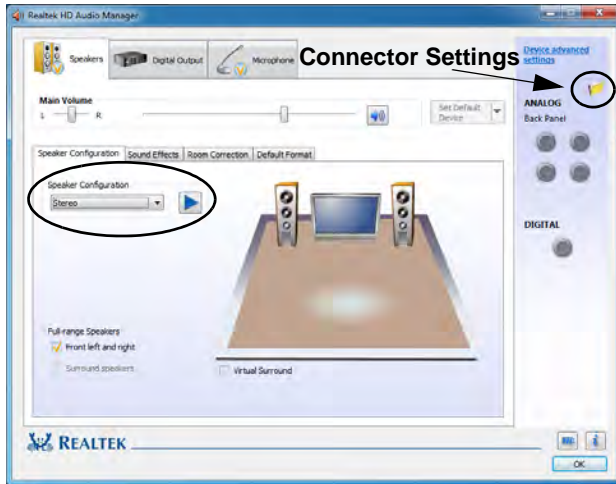 Realtek HD Audio Manager
Speakers
Digital Output
Microphone
Connector Settings
Device advanced settings
Main Volume
L
R
Set Default Device
ANALOG
Back Panel
Speaker Configuration
Sound Effects
Room Correction
Default Format
Speaker Configuration
Stereo
DIGITAL
Full-range Speakers
Front left and right
Surround speakers
Virtual Surround
REALTEK
i
OK